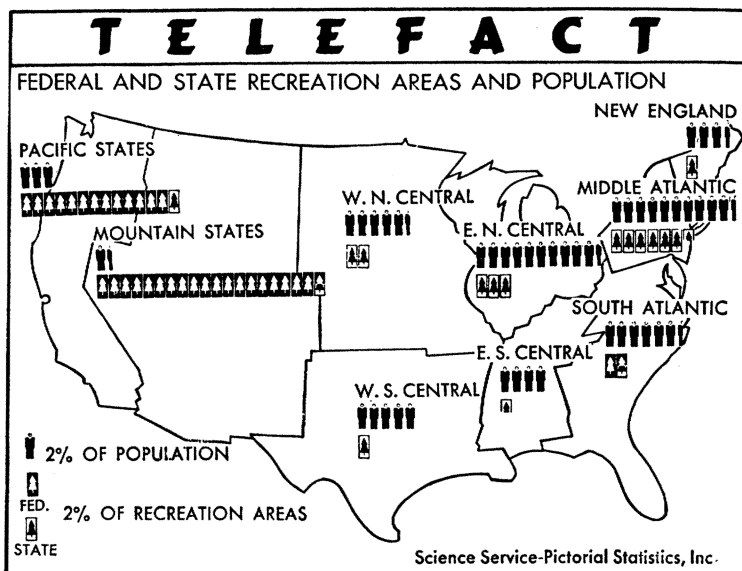 TELEFACT
FEDERAL AND STATE RECREATION AREAS AND POPULATION
NEW ENGLAND
PACIFIC STATES
MIDDLE ATLANTIC
W. N. CENTRAL
E. N. CENTRAL
MOUNTAIN STATES
SOUTH ATLANTIC
E. S. CENTRAL
W. S. CENTRAL
2% OF POPULATION
FED.
2% OF RECREATION AREAS
STATE
Science Service-Pictorial Statistics, Inc.